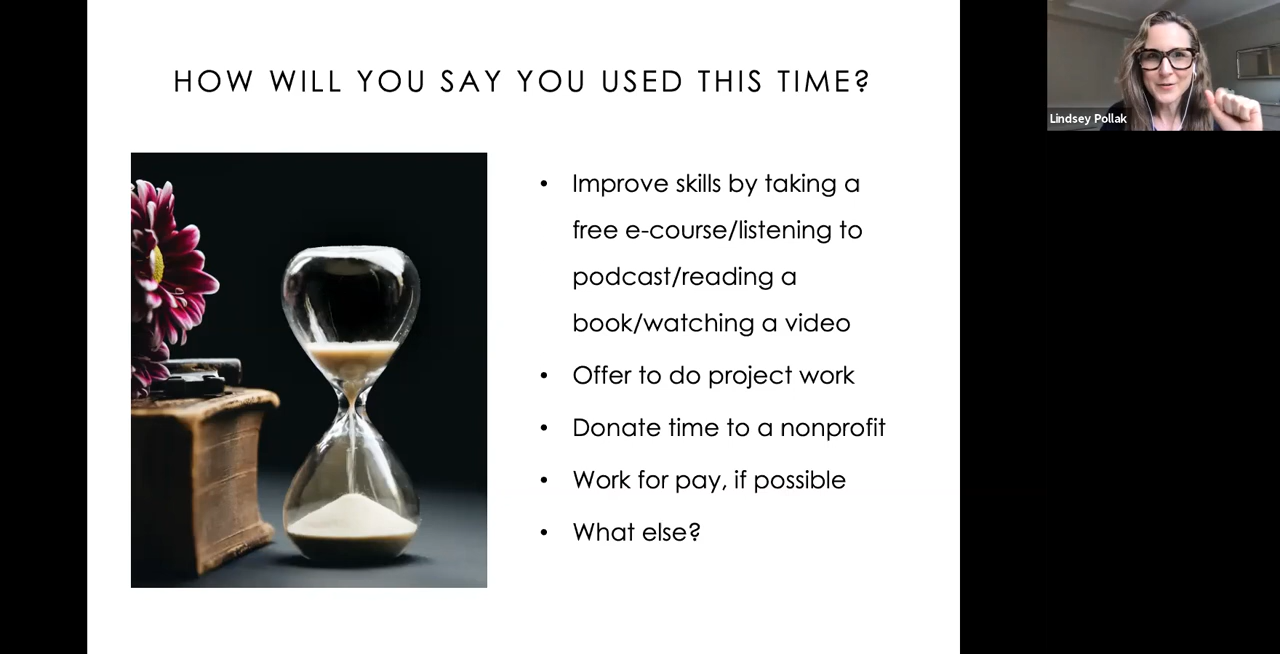 HOW WILL YOU SAY YOU USED THIS TIME?
• Improve skills by taking a
free e-course/listening to
podcast/reading a
book/watching a video
• Offer to do project work
• Donate time to a nonprofit
• Work for pay, if possible
• What else?
Lindsey Pollak